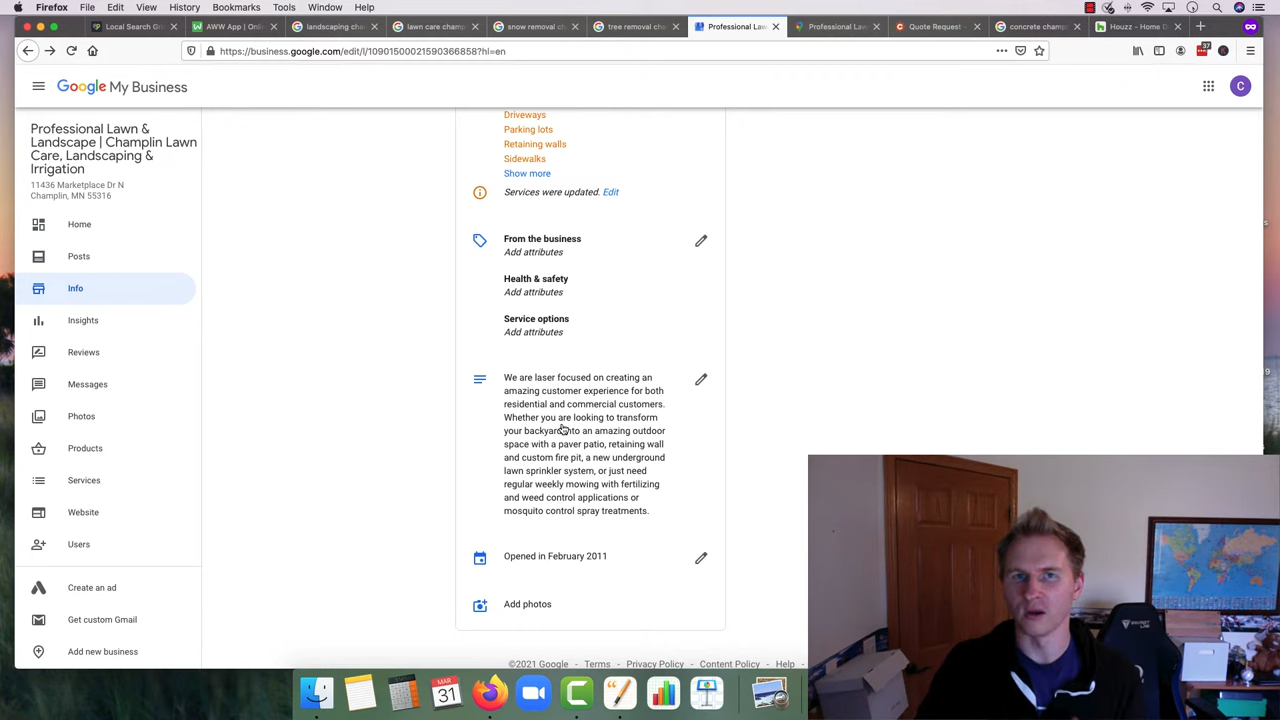 Firefox File Edit View History Bookmarks Tools Window Help
Local Search Gr
AWW App | Onli
landscaping cha
lawn care champ
snow removal ch
tree removal cha
Professional Law
Professional Law
Quote Request -
concrete champ
Houzz - Home D
https://business.google.com/edit/l/10901500021590366858?hl=en
37
Google My Business
C
Professional Lawn &
Landscape | Champlin Lawn
Care, Landscaping &
Irrigation
11436 Marketplace Dr N
Champlin, MN 55316
Home
Posts
Info
Insights
Reviews
Messages
Photos
Products
Services
Website
Users
Create an ad
Get custom Gmail
Add new business
Driveways
Parking lots
Retaining walls
Sidewalks
Show more
Services were updated. Edit
From the business
Add attributes
Health & safety
Add attributes
Service options
Add attributes
We are laser focused on creating an
amazing customer experience for both
residential and commercial customers.
Whether you are looking to transform
your backyard into an amazing outdoor
space with a paver patio, retaining wall
and custom fire pit, a new underground
lawn sprinkler system, or just need
regular weekly mowing with fertilizing
and weed control applications or
mosquito control spray treatments.
Opened in February 2011
Add photos
©2021 Google - Terms - Privacy Policy - Content Policy - Help
MAR
31
19